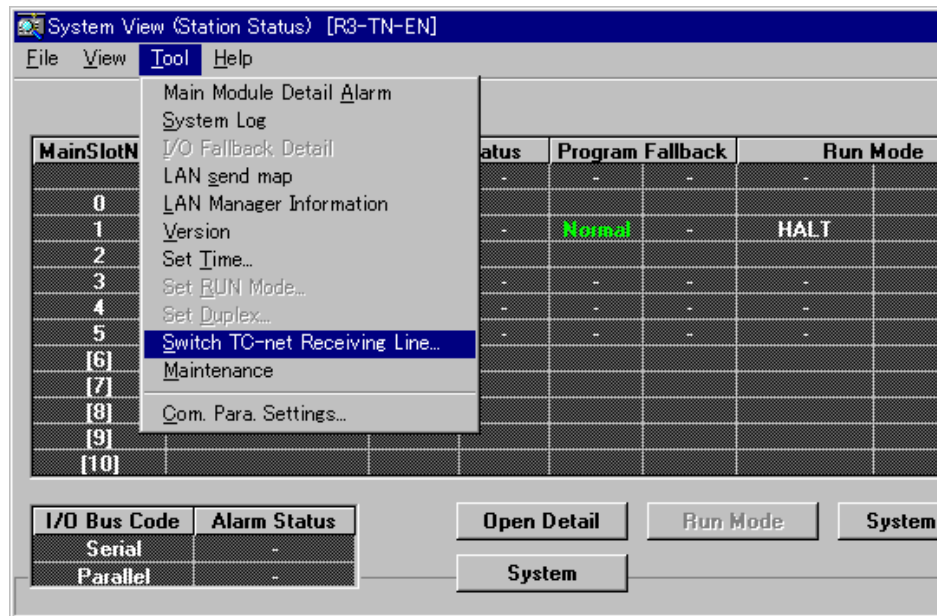 System View (Station Status) [R3-TN-EN]
File View Tool Help
Main Module Detail Alarm
System Log
I/O Fallback Detail
LAN send map
LAN Manager Information
Version
Set Time...
Set RUN Mode...
Set Duplex...
Switch TC-net Receiving Line...
Maintenance
Com. Para. Settings...
MainSlotN atus Program Fallback Run Mode
- - - -
0
1 - Normal - HALT
2
3 - - - -
4 - - - -
5 - - - -
[6]
[7]
[8]
[9]
[10]
I/O Bus Code Alarm Status
Serial -
Parallel -
Open Detail Run Mode System
System